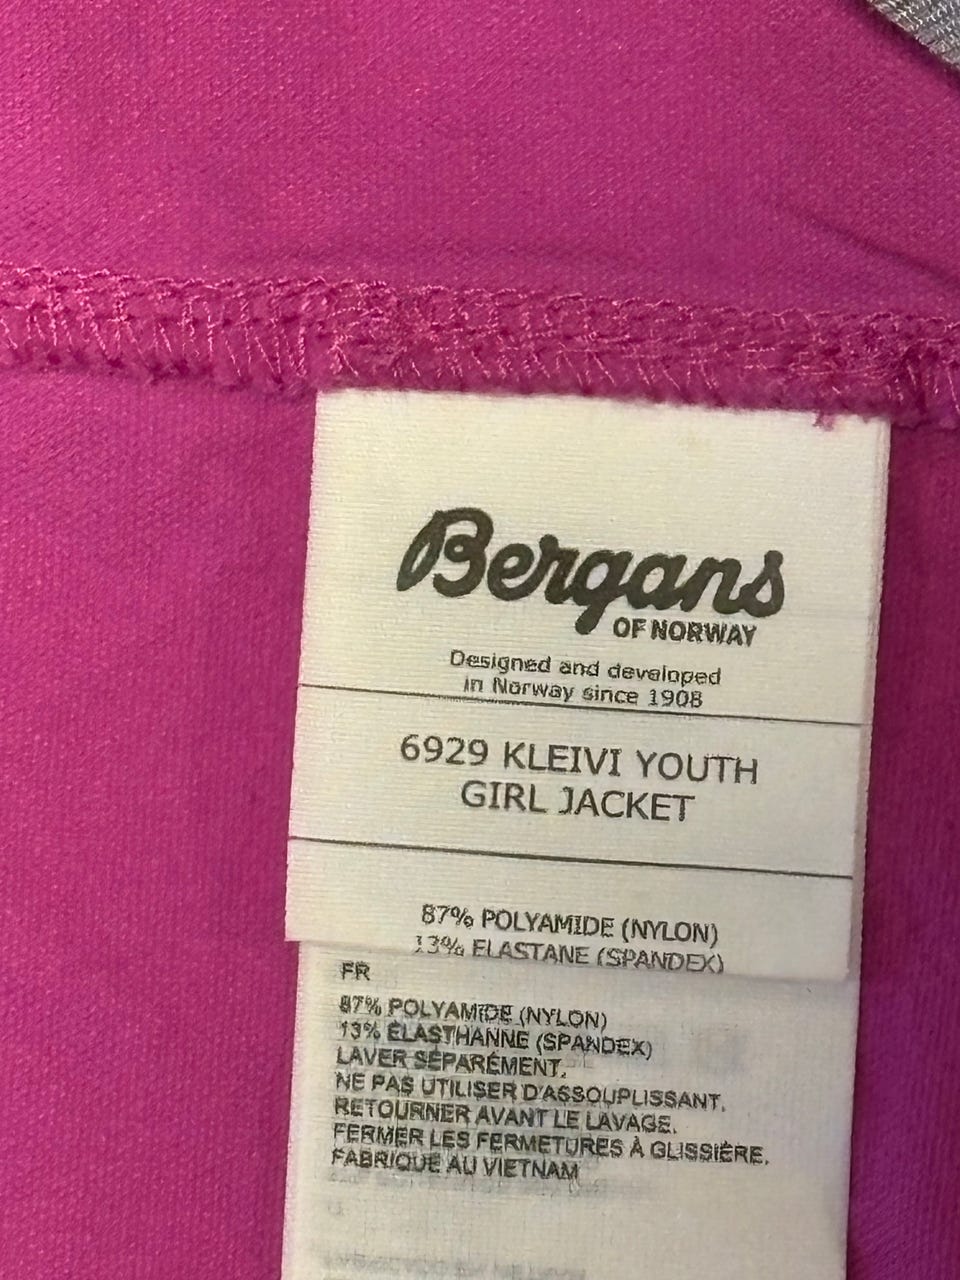 Bergans
OF NORWAY
Designed and developed
in Norway since 1908
6929 KLEIVI YOUTH
GIRL JACKET
87% POLYAMIDE (NYLON)
13% ELASTANE (SPANDEX)
FR
87% POLYAMIDE (NYLON)
13% ÉLASTHANNE (SPANDEX)
LAVER SÉPARÉMENT.
NE PAS UTILISER D'ASSOUPLISSANT.
RETOURNER AVANT LE LAVAGE.
FERMER LES FERMETURES À GLISSIÈRE.
FABRIQUÉ AU VIETNAM